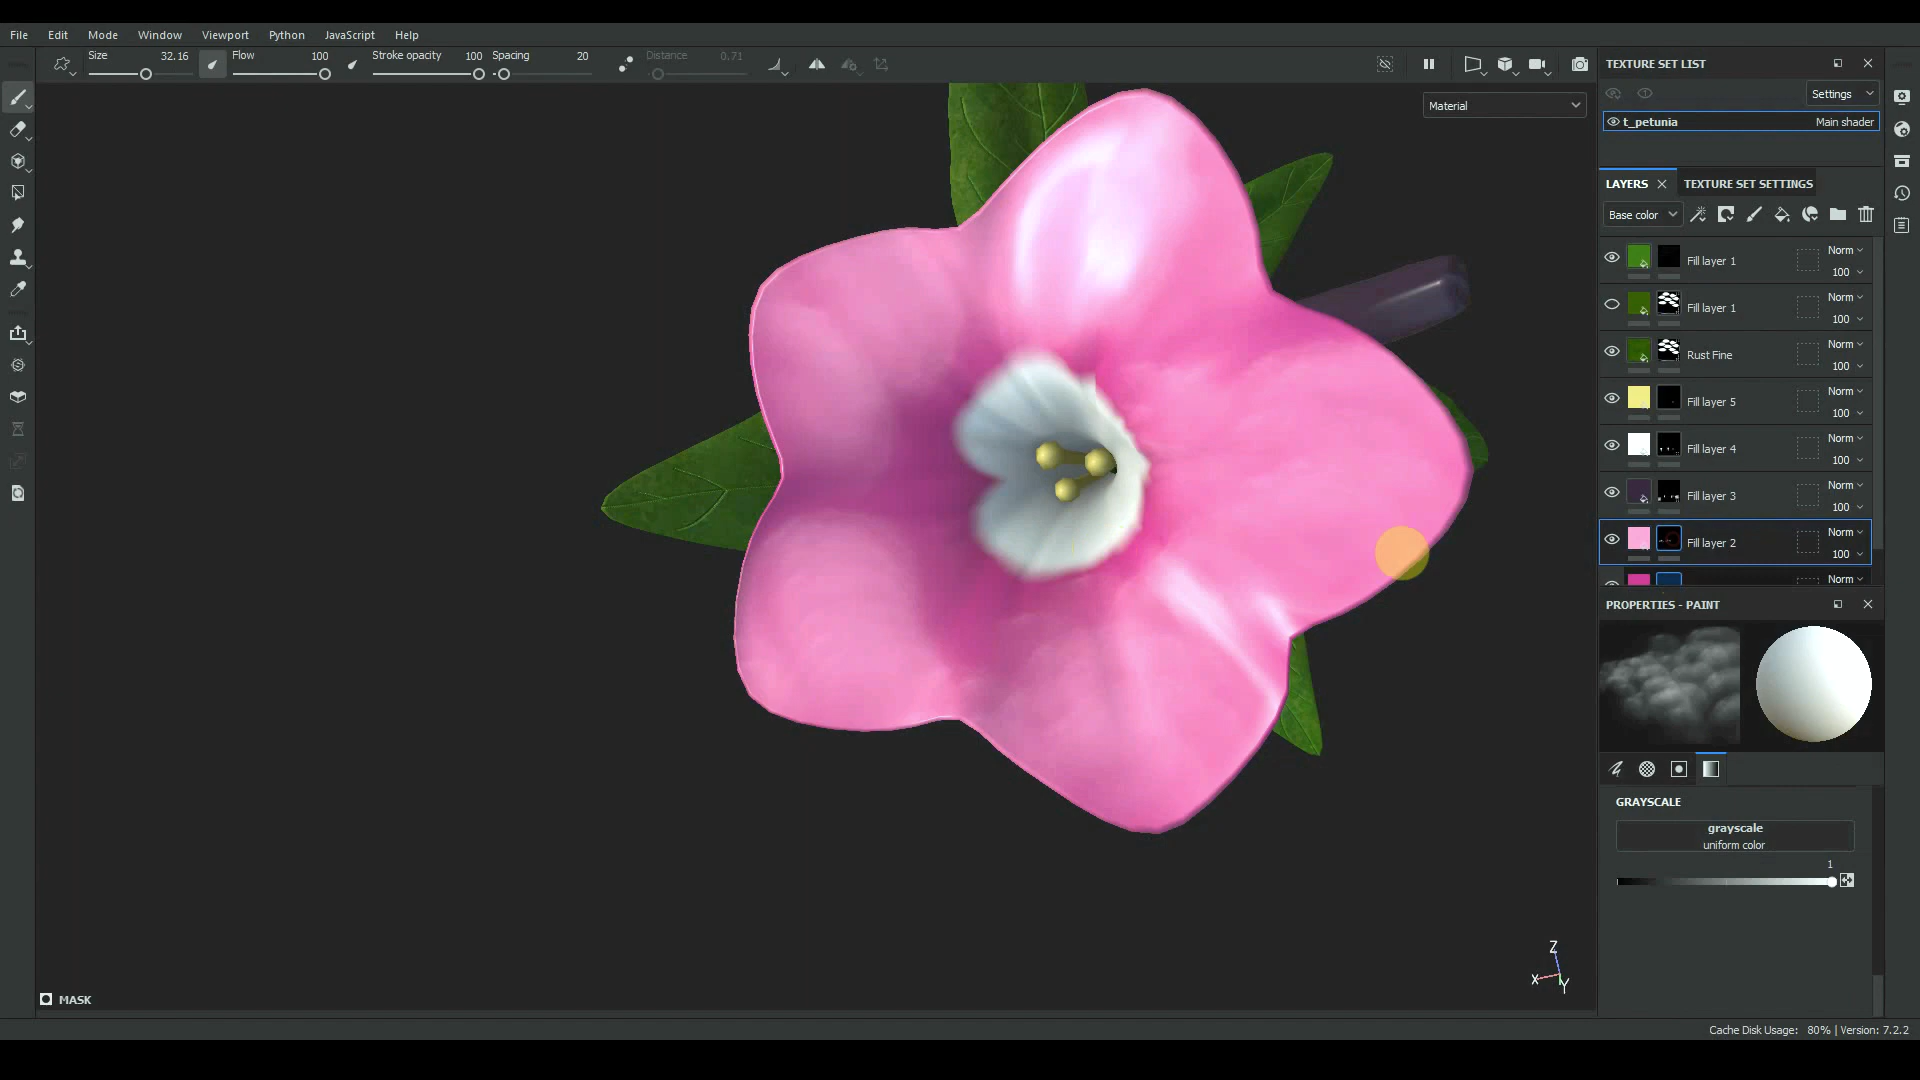 File Edit Mode Window Viewport Python JavaScript Help
Size 32.16 Flow 100 Stroke opacity 100 Spacing 20 Distance 0.71
TEXTURE SET LIST
Material
Settings
t_petunia Main shader
LAYERS TEXTURE SET SETTINGS
Base color
Fill layer 1 Norm
100
Fill layer 1 Norm
100
Rust Fine Norm
100
Fill layer 5 Norm
100
Fill layer 4 Norm
100
Fill layer 3 Norm
100
Fill layer 2 Norm
100
Norm
PROPERTIES - PAINT
GRAYSCALE
grayscale
uniform color
1
Z
X
Y
MASK
Cache Disk Usage: 80% | Version: 7.2.2